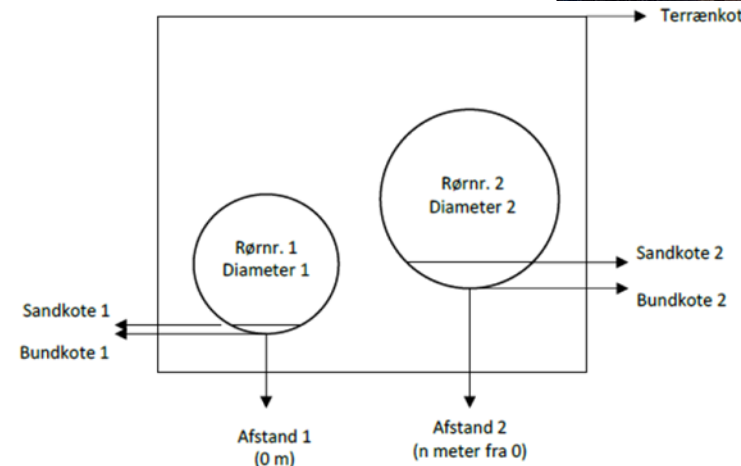 Terrænkot
Rørnr. 2
Diameter 2
Rørnr. 1
Diameter 1
Sandkote 2
Bundkote 2
Sandkote 1
Bundkote 1
Afstand 1
(0 m)
Afstand 2
(n meter fra 0)